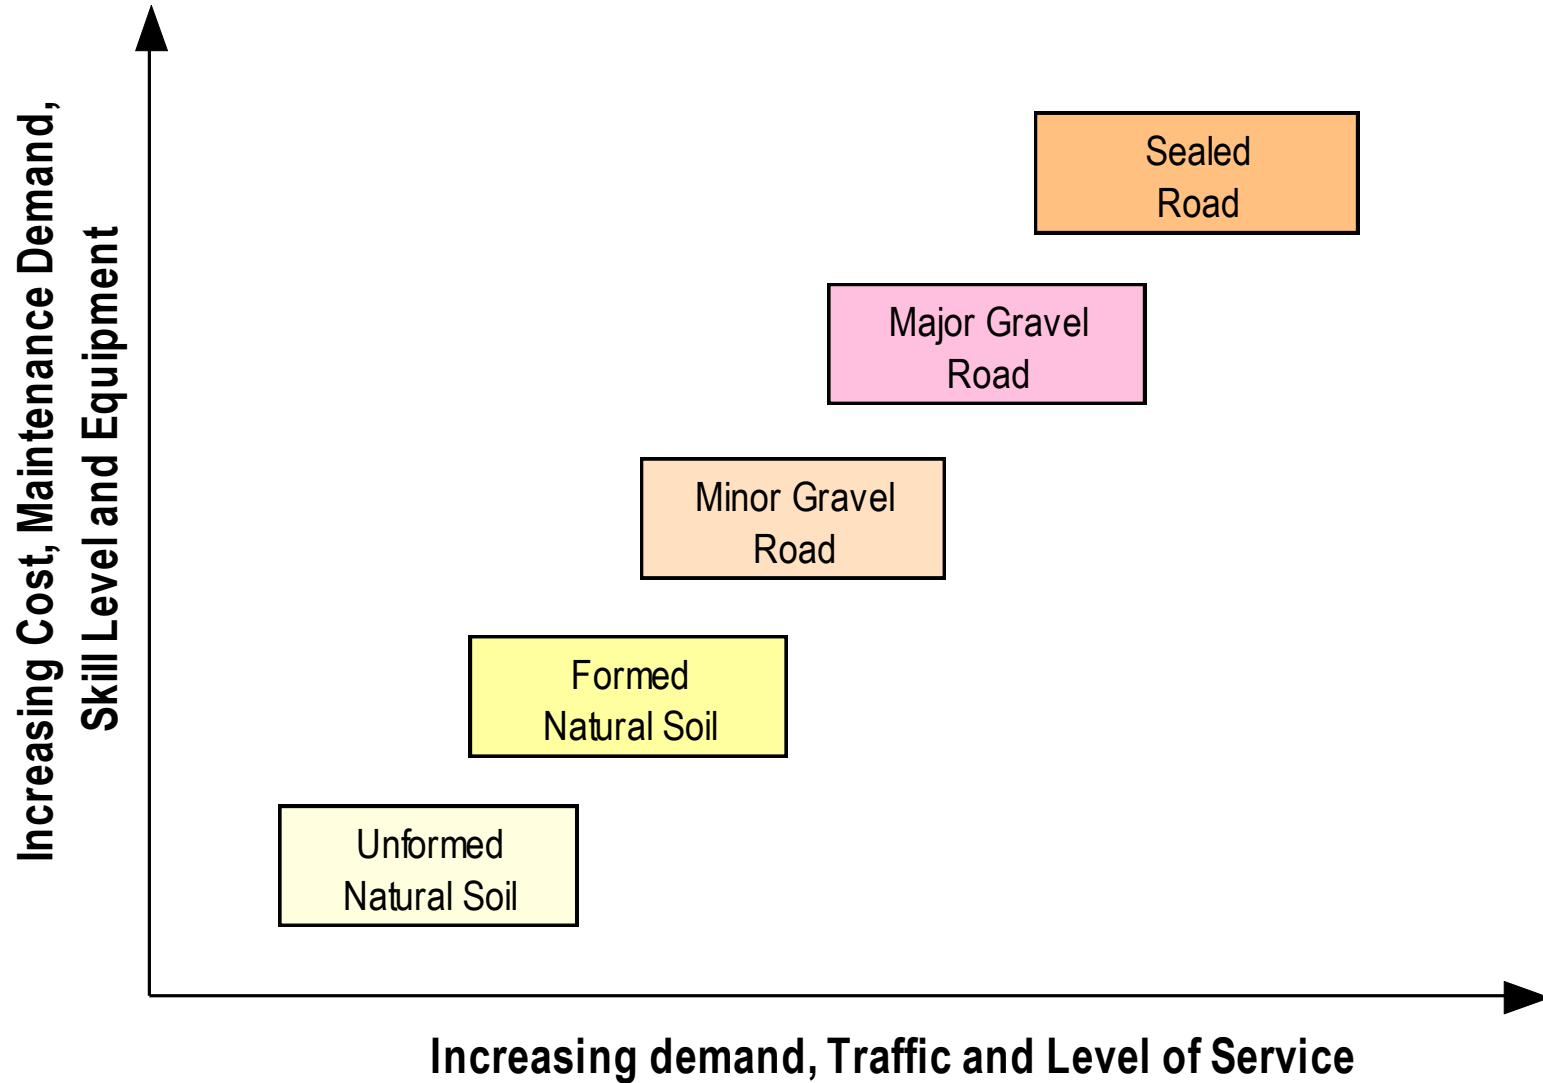 Increasing Cost, Maintenance Demand,
Skill Level and Equipment
Sealed
Road
Major Gravel
Road
Minor Gravel
Road
Formed
Natural Soil
Unformed
Natural Soil
Increasing demand, Traffic and Level of Service